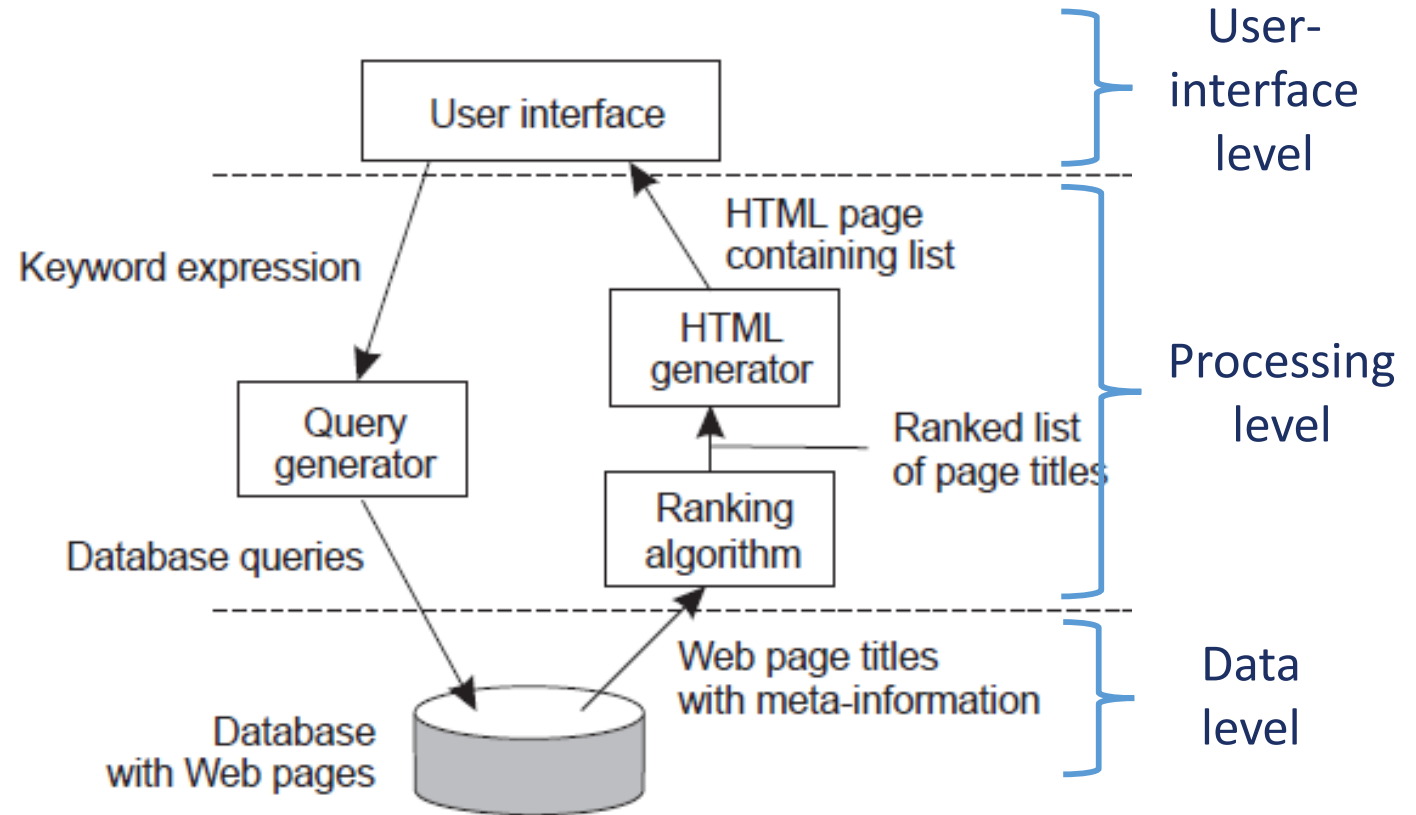 User-
interface
level
User interface
HTML page
containing list
Keyword expression
HTML
generator
Processing
level
Query
generator
Ranked list
of page titles
Ranking
algorithm
Database queries
Web page titles
with meta-information
Data
level
Database
with Web pages